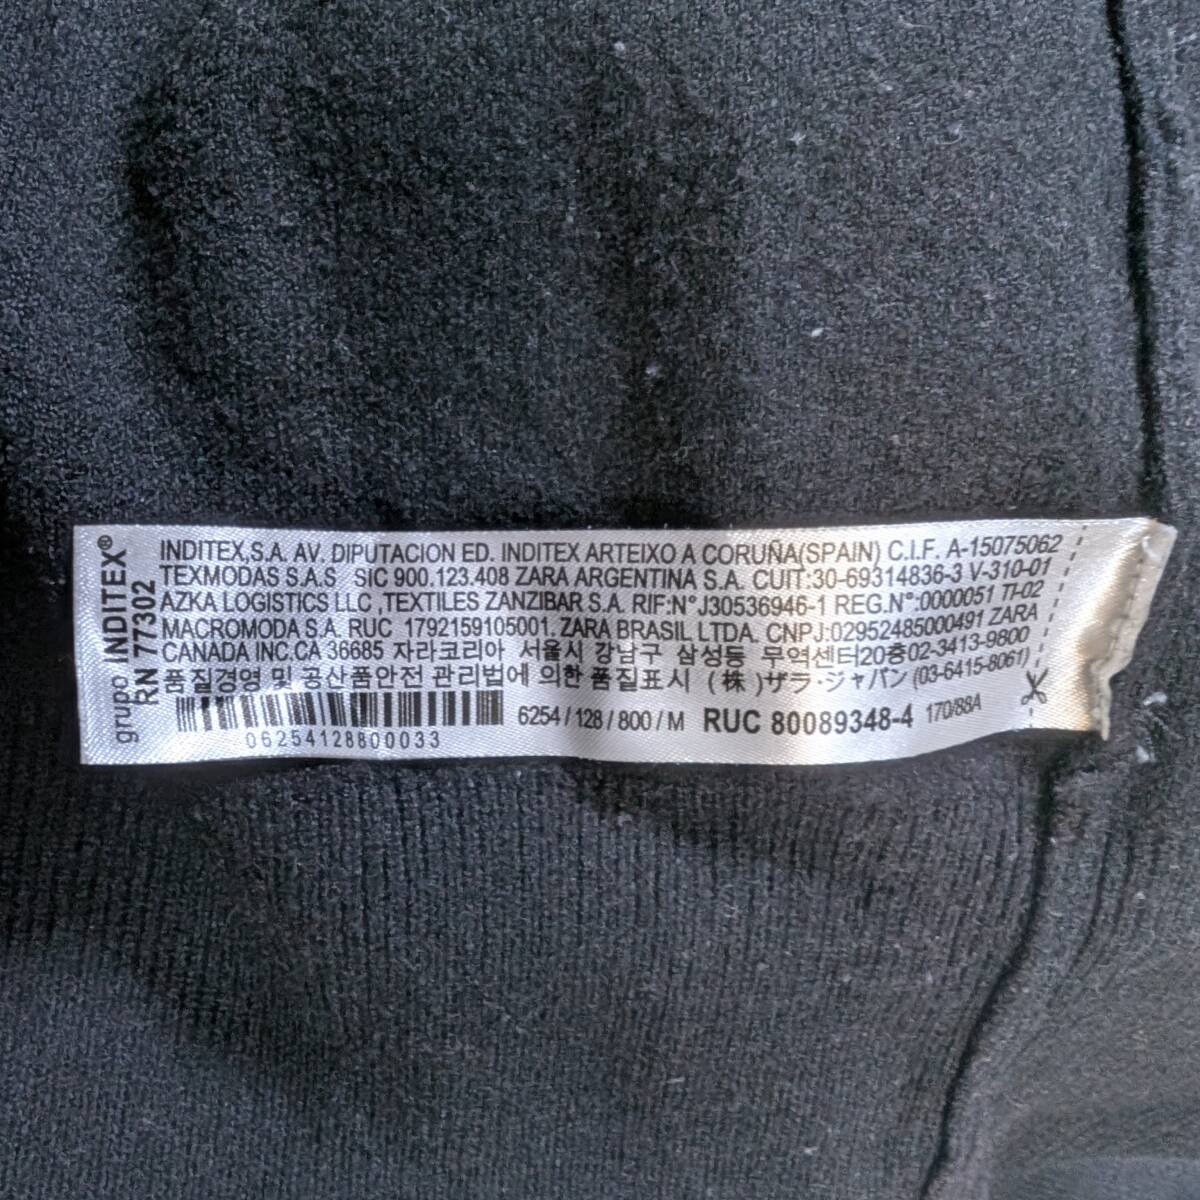 grupo INDITEX®
RN 77302
INDITEX,S.A. AV. DIPUTACION ED. INDITEX ARTEIXO A CORUÑA(SPAIN) C.I.F. A-15075062
TEXMODAS S.A.S SIC 900.123.408 ZARA ARGENTINA S.A. CUIT:30-69314836-3 V-310-01
AZKA LOGISTICS LLC ,TEXTILES ZANZIBAR S.A. RIF:N°J30536946-1 REG.N°:0000051 TI-02
MACROMODA S.A. RUC 1792159105001. ZARA BRASIL LTDA. CNPJ:02952485000491 ZARA
CANADA INC.CA 36685 자라코리아 서울시 강남구 삼성동 무역센터20층02-3413-9800
품질경영 및 공산품안전 관리법에 의한 품질표시 (株)ザラ・ジャパン (03-6415-8061)
6254/128/800/M RUC 80089348-4 170/88A
06254128800033